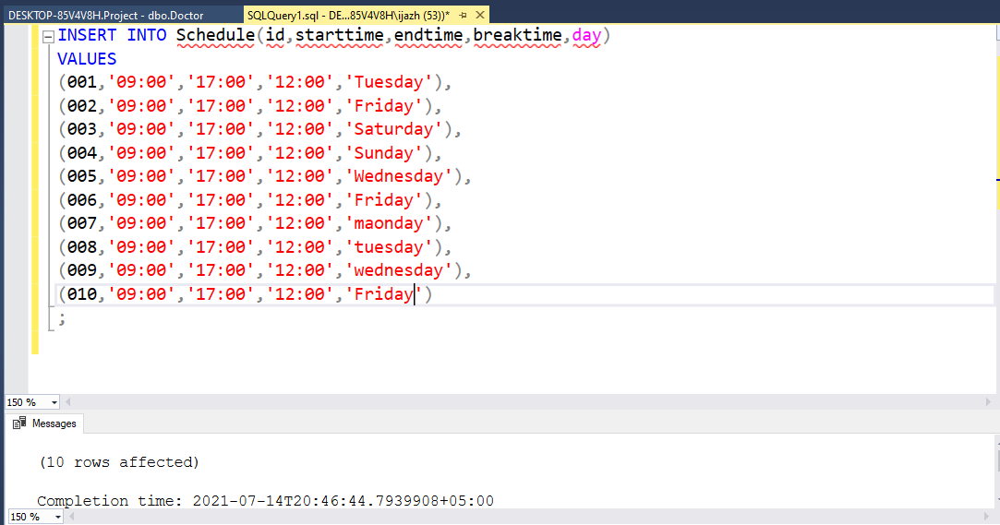 DESKTOP-85V4V8H.Project - dbo.Doctor
SQLQuery1.sql - DE...85V4V8H\ijazh (53))*
INSERT INTO Schedule(id,starttime,endtime,breaktime,day)
VALUES
(001,'09:00','17:00','12:00','Tuesday'),
(002,'09:00','17:00','12:00','Friday'),
(003,'09:00','17:00','12:00','Saturday'),
(004,'09:00','17:00','12:00','Sunday'),
(005,'09:00','17:00','12:00','Wednesday'),
(006,'09:00','17:00','12:00','Friday'),
(007,'09:00','17:00','12:00','maonday'),
(008,'09:00','17:00','12:00','tuesday'),
(009,'09:00','17:00','12:00','wednesday'),
(010,'09:00','17:00','12:00','Friday')
;
150 %
Messages
(10 rows affected)
Completion time: 2021-07-14T20:46:44.7939908+05:00
150 %